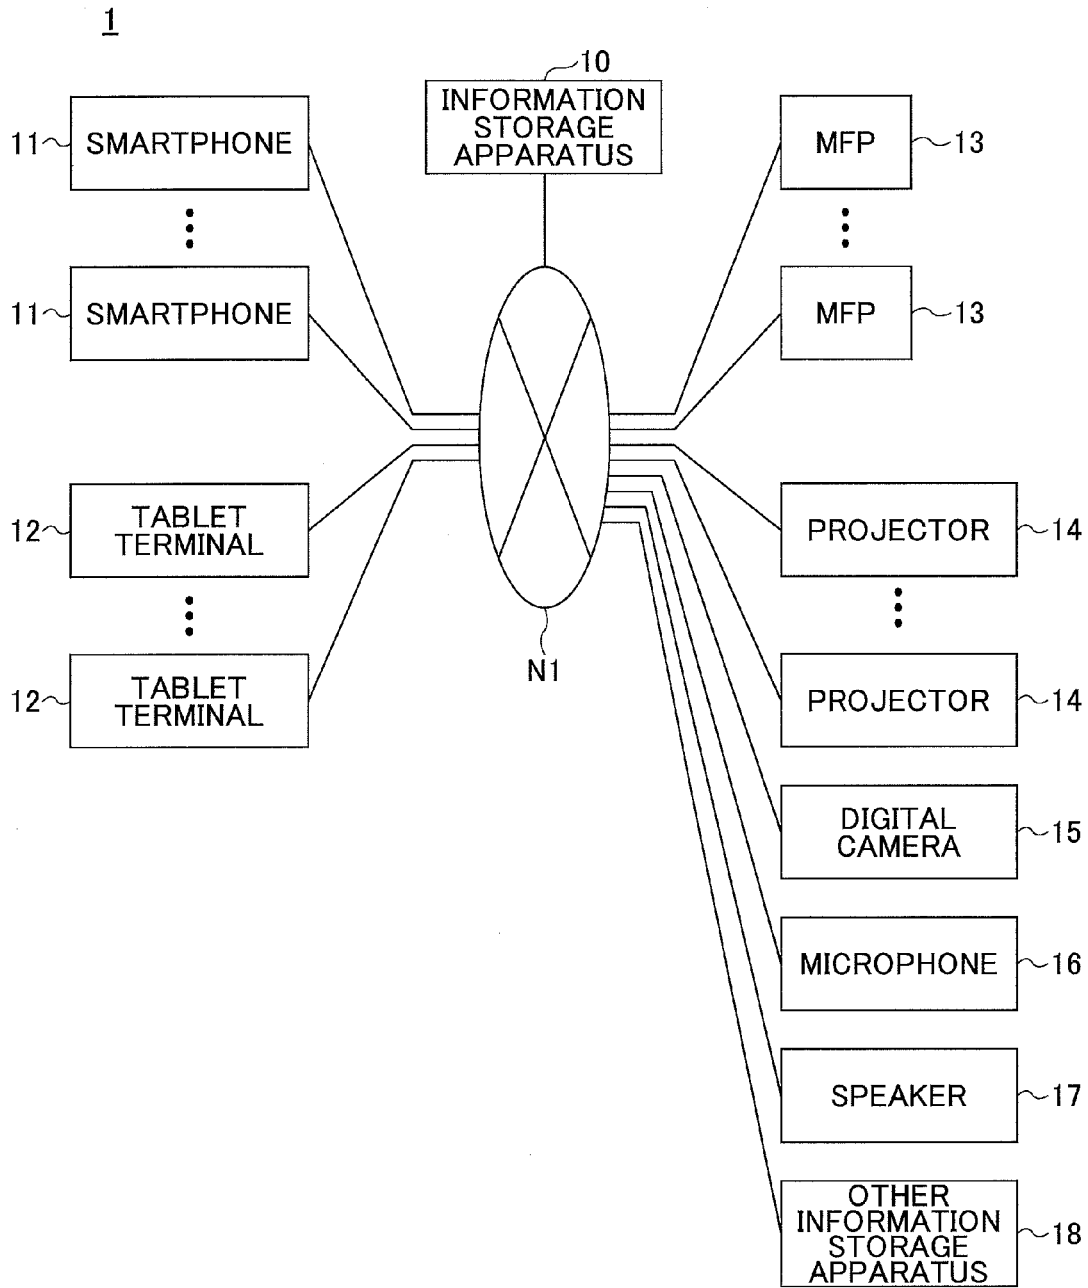 1
10
INFORMATION
STORAGE
APPARATUS
11
SMARTPHONE
11
SMARTPHONE
12
TABLET
TERMINAL
12
TABLET
TERMINAL
N1
MFP
13
MFP
13
PROJECTOR
14
PROJECTOR
14
DIGITAL
CAMERA
15
MICROPHONE
16
SPEAKER
17
OTHER
INFORMATION
STORAGE
APPARATUS
18